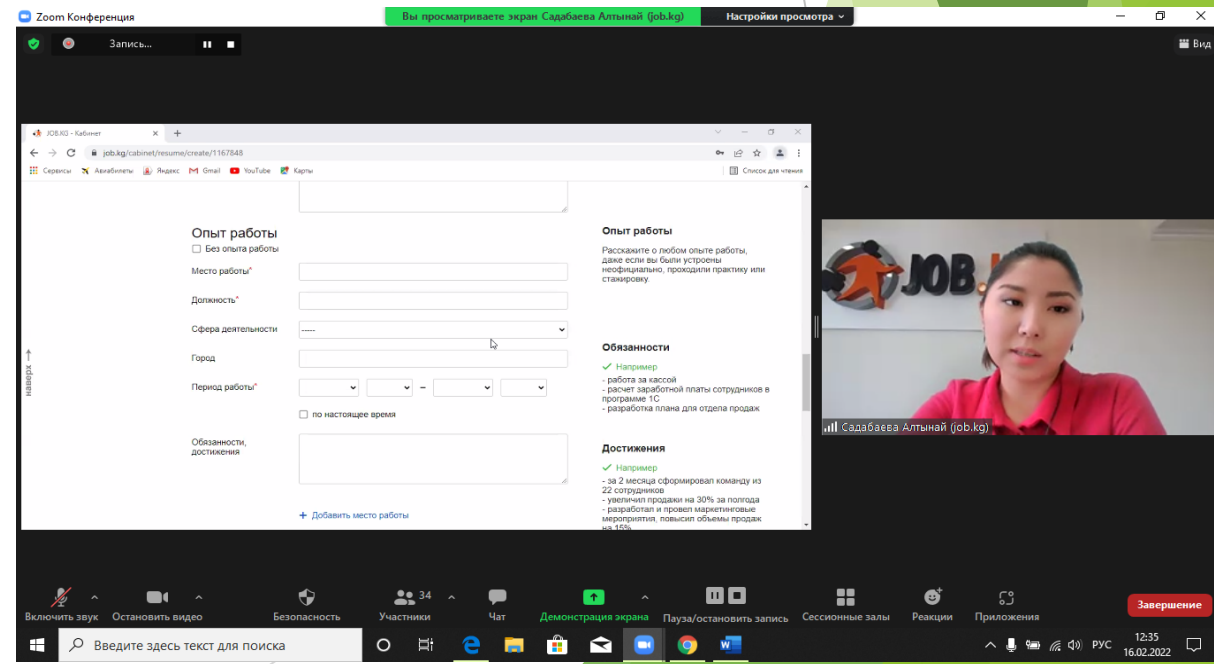 Zoom Конференция
Вы просматриваете экран Садабаева Алтынай (job.kg)
Настройки просмотра
Запись...
Вид
JOB.KG - Кабинет
job.kg/cabinet/resume/create/1167848
Сервисы Авиабилеты Яндекс Gmail YouTube Карты
Список для чтения
Опыт работы
Без опыта работы
Место работы*
Должность*
Сфера деятельности
-----
Город
Период работы*
–
по настоящее время
Обязанности,
достижения
+ Добавить место работы
наверх →
Опыт работы
Расскажите о любом опыте работы,
даже если вы были устроены
неофициально, проходили практику или
стажировку.
Обязанности
Например
- работа за кассой
- расчет заработной платы сотрудников в
программе 1С
- разработка плана для отдела продаж
Достижения
Например
- за 2 месяца сформировал команду из
22 сотрудников
- увеличил продажи на 30% за полгода
- разработал и провел маркетинговые
мероприятия, повысил объемы продаж
на 15%
JOB.
Садабаева Алтынай (job.kg)
34
Включить звук Остановить видео Безопасность Участники Чат Демонстрация экрана Пауза/остановить запись Сессионные залы Реакции Приложения
Завершение
Введите здесь текст для поиска
РУС
12:35
16.02.2022